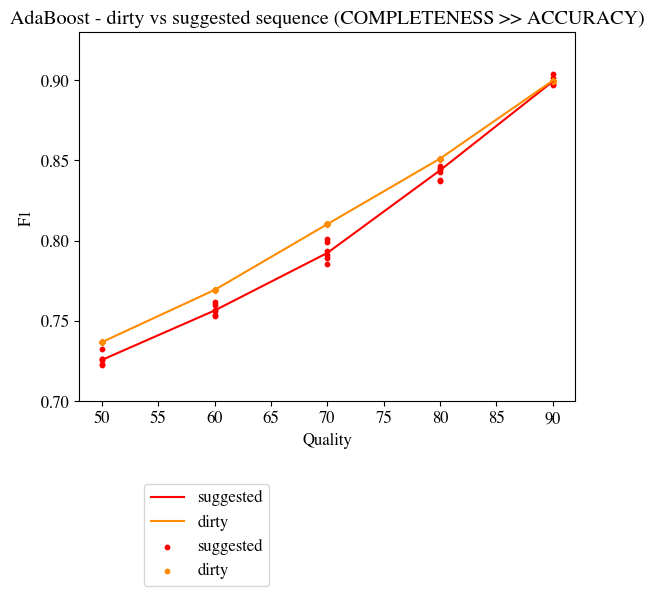 AdaBoost - dirty vs suggested sequence (COMPLETENESS >> ACCURACY)
0.90
0.85
0.80
0.75
0.70
F1
50 55 60 65 70 75 80 85 90
Quality
suggested
dirty
suggested
dirty